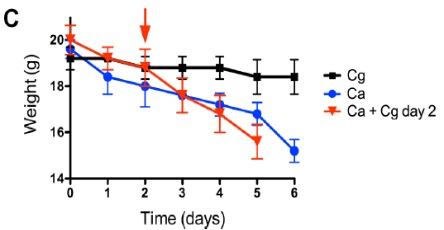 C
20
18
16
14
0 1 2 3 4 5 6
Weight (g)
Time (days)
Cg
Ca
Ca + Cg day 2